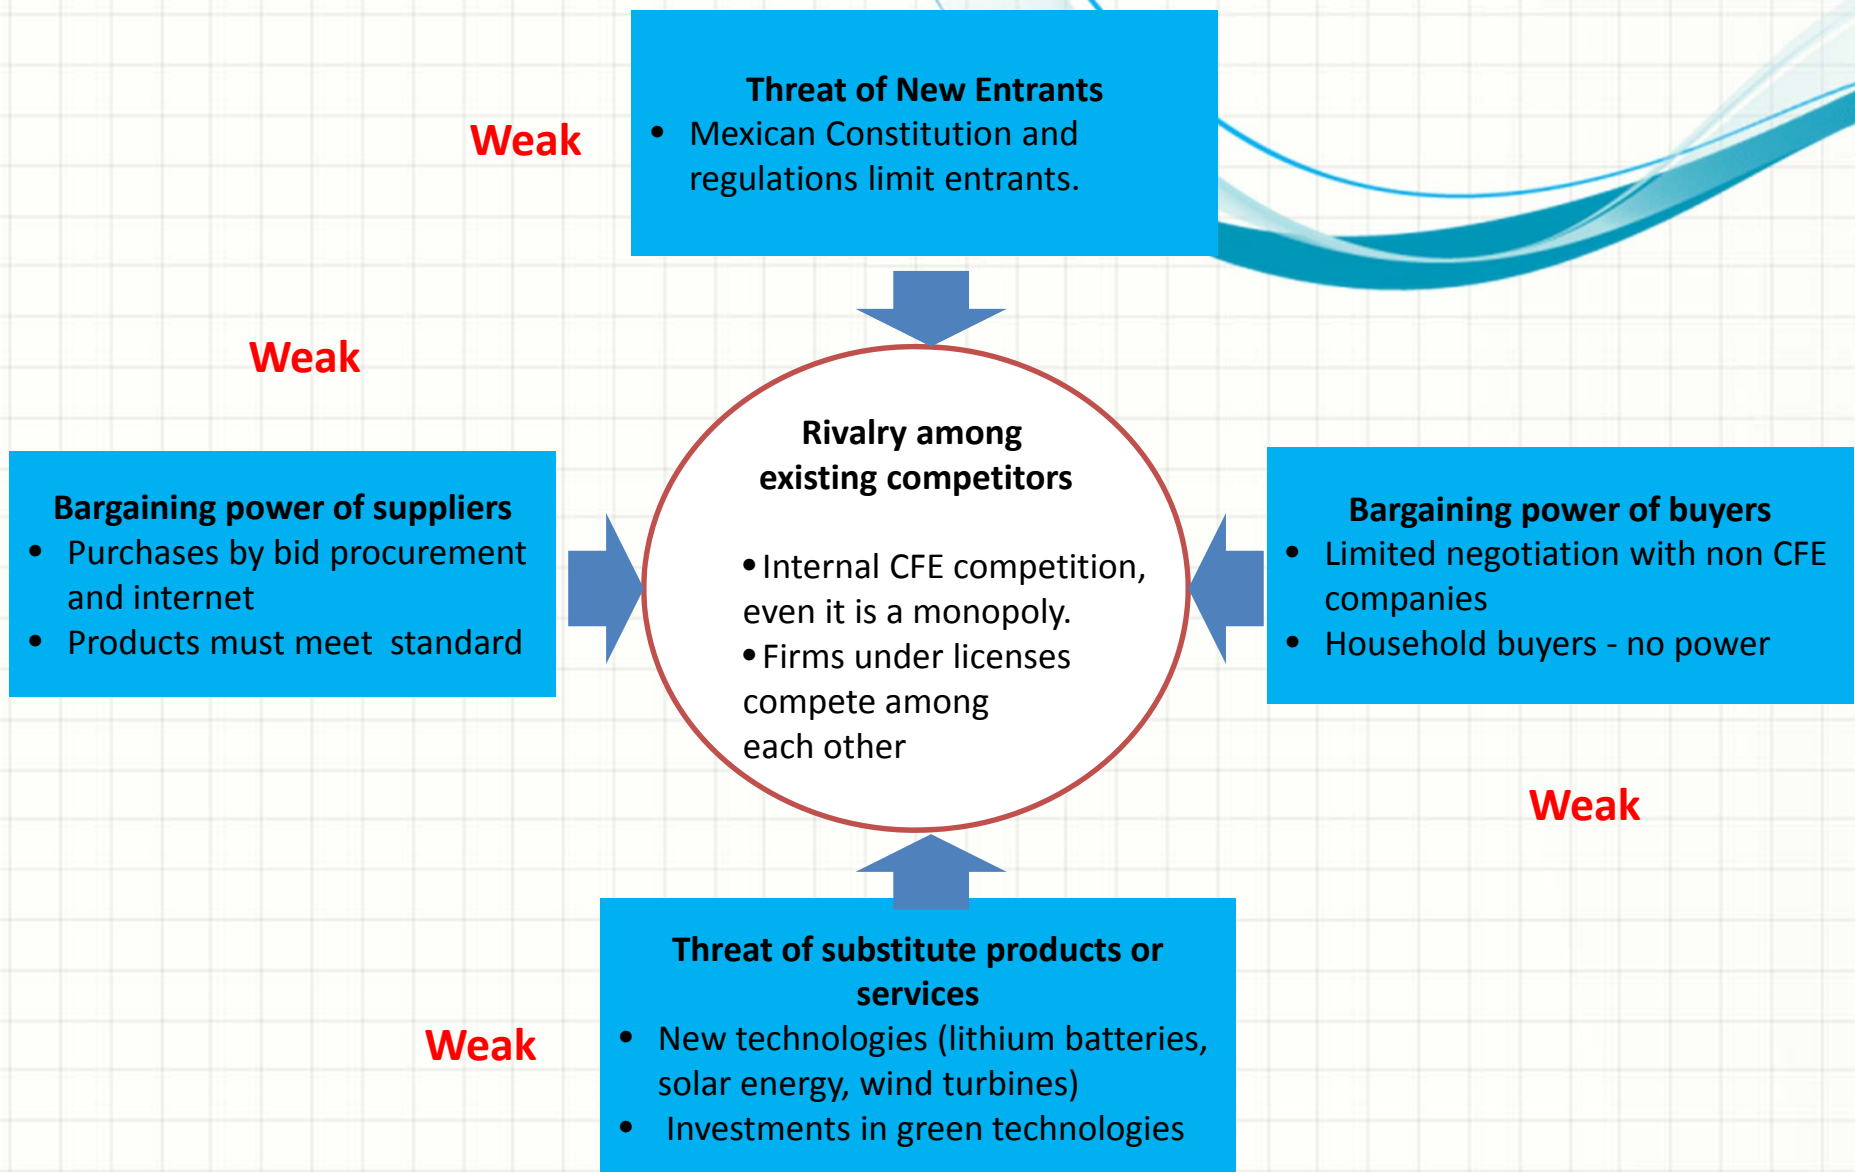 Threat of New Entrants
• Mexican Constitution and
regulations limit entrants.
Weak
Weak
Bargaining power of suppliers
• Purchases by bid procurement
and internet
• Products must meet standard
Rivalry among
existing competitors
• Internal CFE competition,
even it is a monopoly.
• Firms under licenses
compete among
each other
Bargaining power of buyers
• Limited negotiation with non CFE
companies
• Household buyers - no power
Weak
Weak
Threat of substitute products or
services
• New technologies (lithium batteries,
solar energy, wind turbines)
• Investments in green technologies